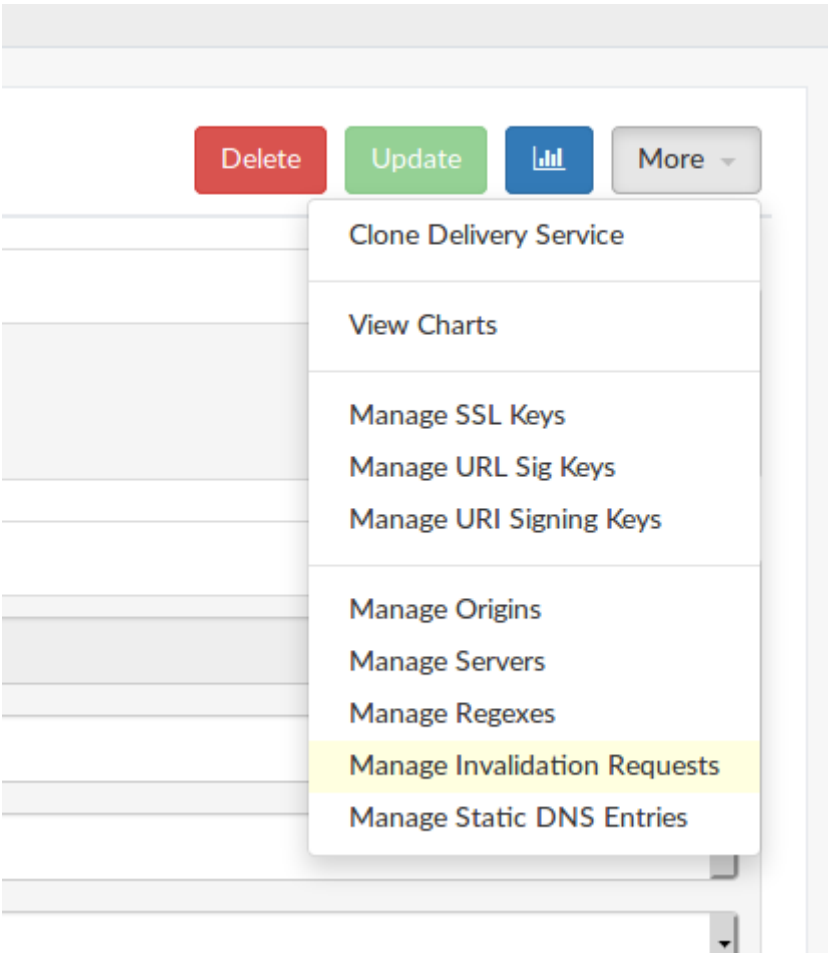 Delete Update More
Clone Delivery Service
View Charts
Manage SSL Keys
Manage URL Sig Keys
Manage URI Signing Keys
Manage Origins
Manage Servers
Manage Regexes
Manage Invalidation Requests
Manage Static DNS Entries